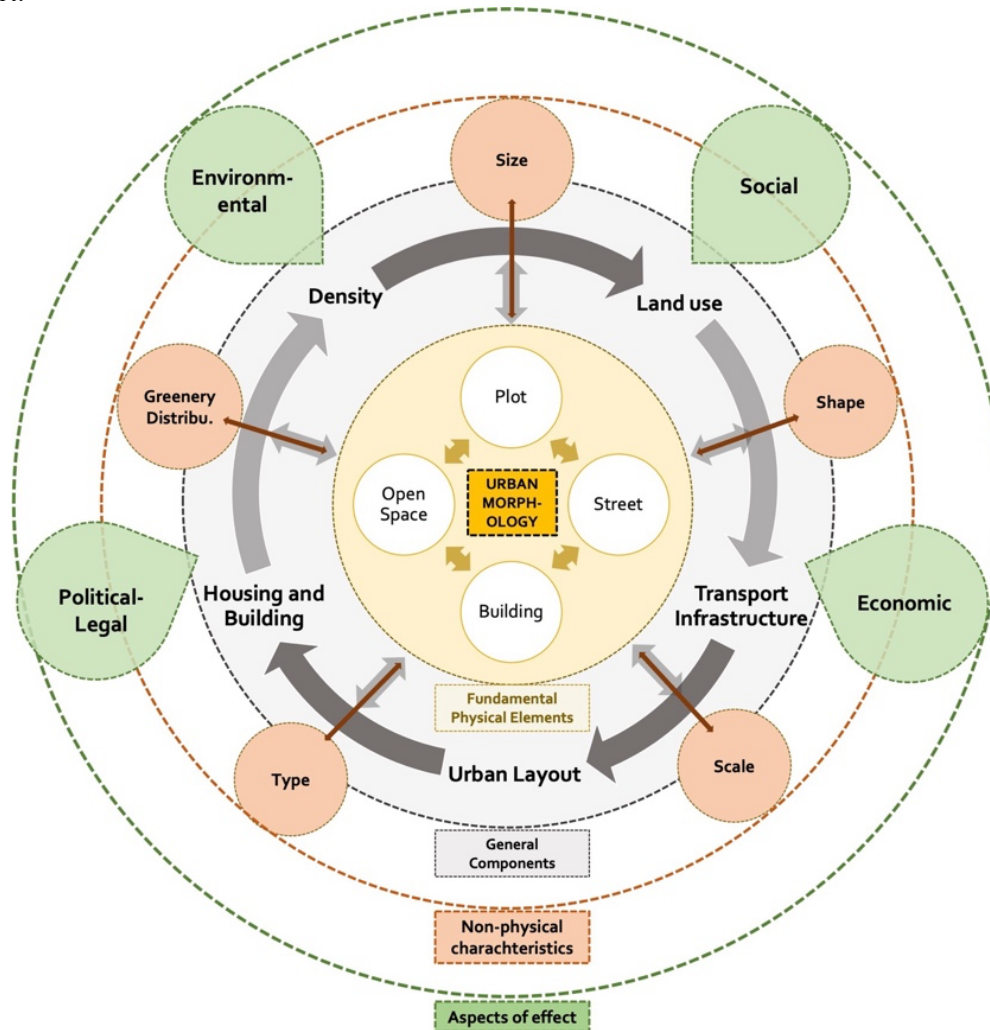 Size
Environm-
ental
Social
Density
Land use
Greenery
Distribu.
Shape
Plot
Open
Space
URBAN
MORPH-
OLOGY
Street
Building
Political-
Legal
Housing and
Building
Transport
Infrastructure
Economic
Fundamental
Physical Elements
Type
Urban Layout
Scale
General
Components
Non-physical
charachteristics
Aspects of effect